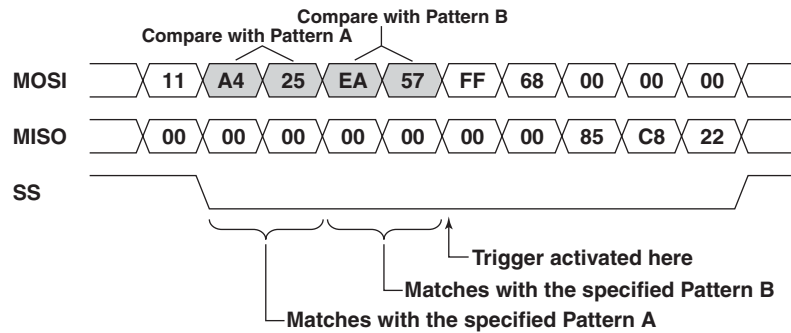 Compare with Pattern B
Compare with Pattern A
MOSI 11 A4 25 EA 57 FF 68 00 00 00
MISO 00 00 00 00 00 00 00 85 C8 22
SS
Trigger activated here
Matches with the specified Pattern B
Matches with the specified Pattern A